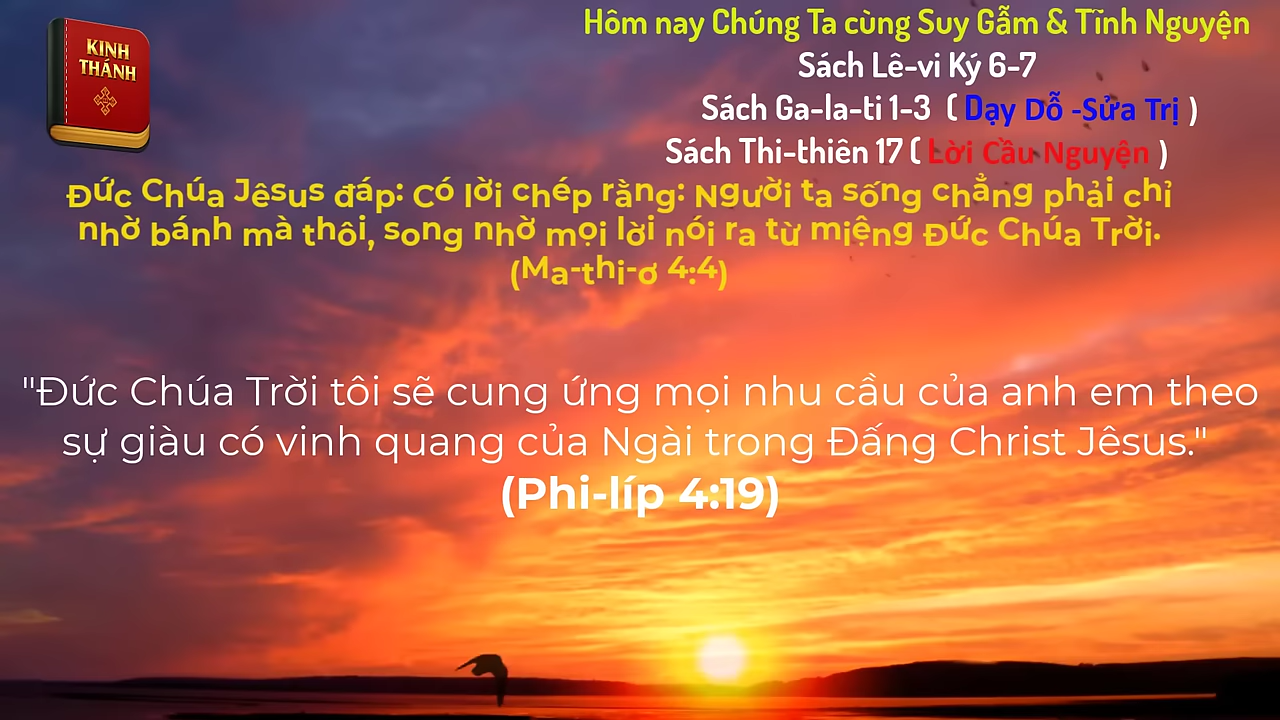 KINH
THÁNH
Hôm nay Chúng Ta cùng Suy Gẫm & Tĩnh Nguyện
Sách Lê-vi Ký 6-7
Sách Ga-la-ti 1-3 ( Dạy Dỗ -Sửa Trị )
Sách Thi-thiên 17 ( Lời Cầu Nguyện )
Đức Chúa Jêsus đáp: Có lời chép rằng: Người ta sống chẳng phải chỉ
nhờ bánh mà thôi, song nhờ mọi lời nói ra từ miệng Đức Chúa Trời.
(Ma-thi-ơ 4:4)
"Đức Chúa Trời tôi sẽ cung ứng mọi nhu cầu của anh em theo
sự giàu có vinh quang của Ngài trong Đấng Christ Jêsus."
(Phi-líp 4:19)